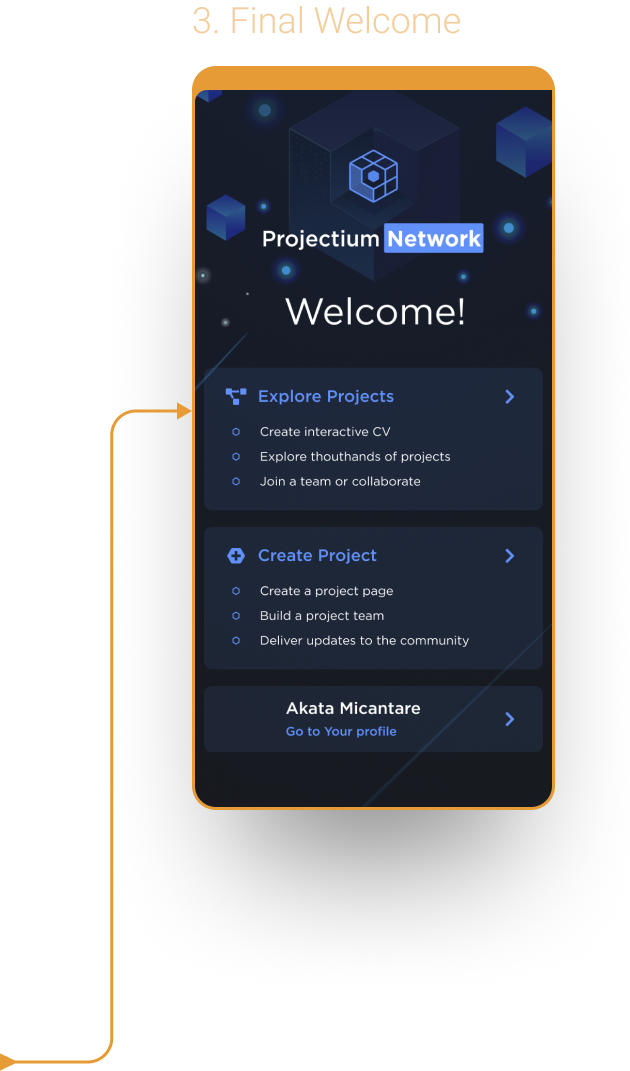 3. Final Welcome
Projectium Network
Welcome!
Explore Projects
Create interactive CV
Explore thouthands of projects
Join a team or collaborate
Create Project
Create a project page
Build a project team
Deliver updates to the community
Akata Micantare
Go to Your profile